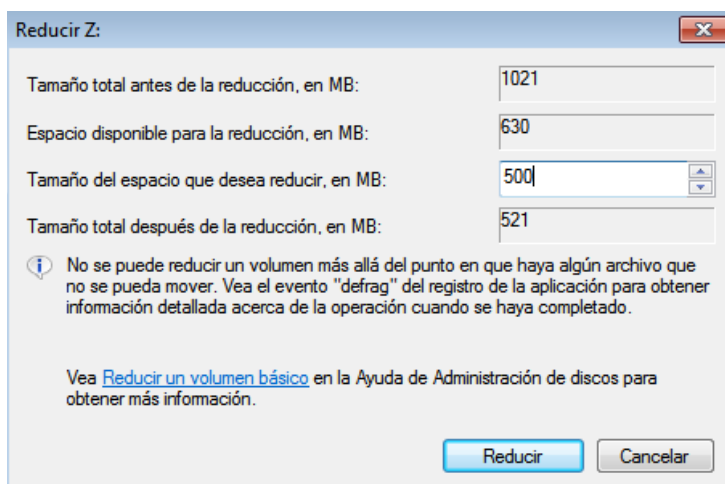 Reducir Z:
Tamaño total antes de la reducción, en MB: 1021
Espacio disponible para la reducción, en MB: 630
Tamaño del espacio que desea reducir, en MB: 500
Tamaño total después de la reducción, en MB: 521
No se puede reducir un volumen más allá del punto en que haya algún archivo que
no se pueda mover. Vea el evento "defrag" del registro de la aplicación para obtener
información detallada acerca de la operación cuando se haya completado.
Vea Reducir un volumen básico en la Ayuda de Administración de discos para
obtener más información.
Reducir Cancelar